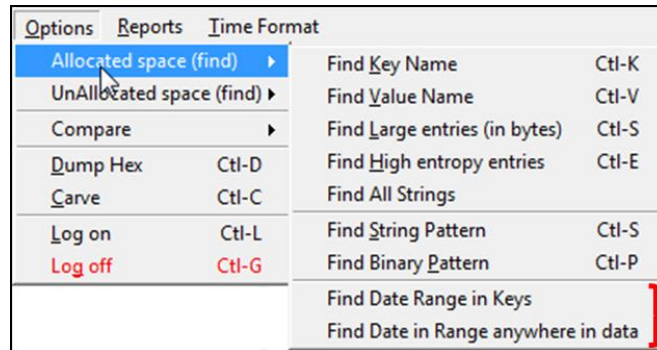 Options Reports Time Format
Allocated space (find)
UnAllocated space (find)
Compare
Dump Hex Ctl-D
Carve Ctl-C
Log on Ctl-L
Log off Ctl-G
Find Key Name Ctl-K
Find Value Name Ctl-V
Find Large entries (in bytes) Ctl-S
Find High entropy entries Ctl-E
Find All Strings
Find String Pattern Ctl-S
Find Binary Pattern Ctl-P
Find Date Range in Keys
Find Date in Range anywhere in data